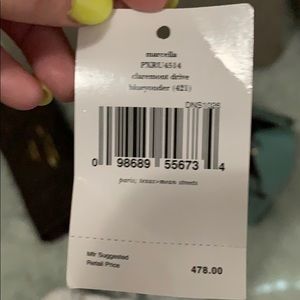 marcella
PXRU4514
claremont drive
blueyonder (421)
DNS1026
0 98689 55673 4
paris; texas>mean streets
Mfr Suggested
Retail Price
478.00